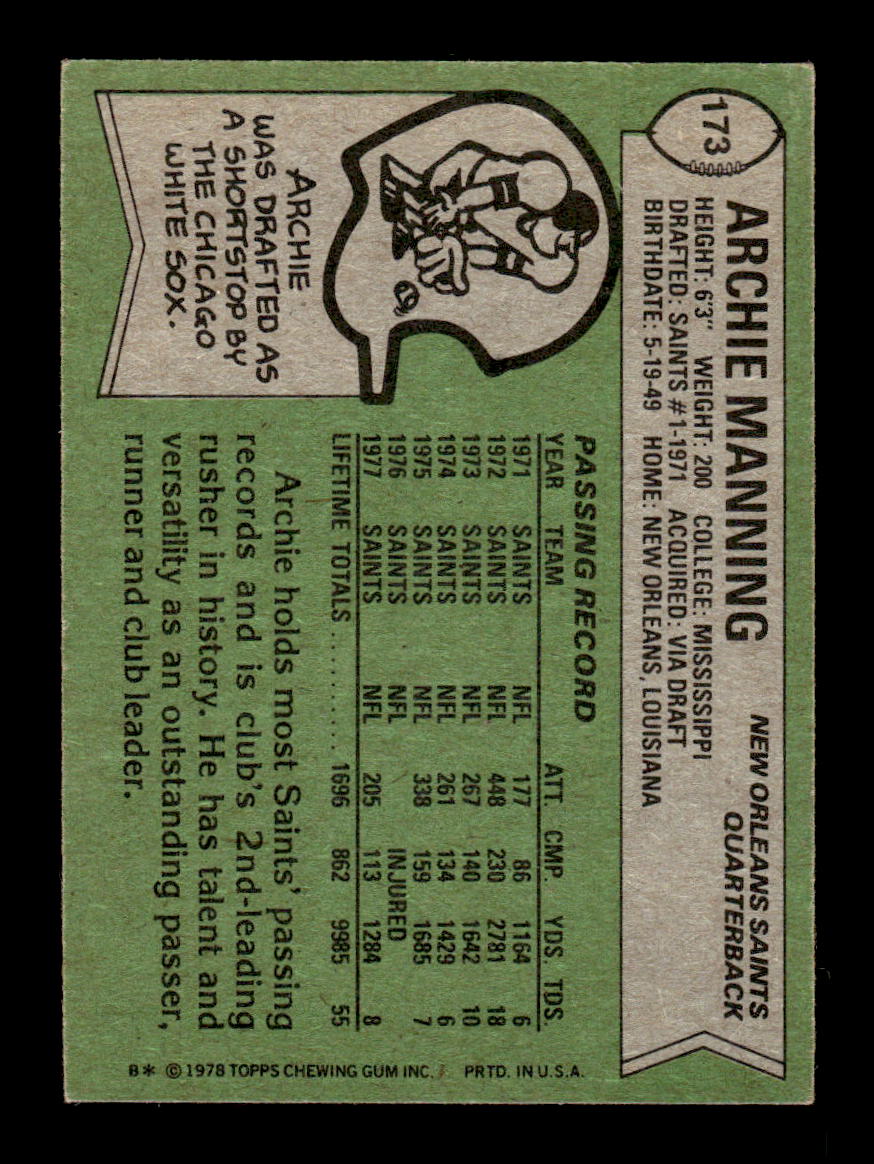 173
ARCHIE MANNING
NEW ORLEANS SAINTS
QUARTERBACK
HEIGHT: 6'3" WEIGHT: 200 COLLEGE: MISSISSIPPI
DRAFTED: SAINTS #1-1971 ACQUIRED: VIA DRAFT
BIRTHDATE: 5-19-49 HOME: NEW ORLEANS, LOUISIANA
ARCHIE
WAS DRAFTED AS
A SHORTSTOP BY
THE CHICAGO
WHITE SOX.
PASSING RECORD
YEAR TEAM ATT. CMP. YDS. TDS.
1971 SAINTS NFL 177 86 1164 6
1972 SAINTS NFL 448 230 2781 18
1973 SAINTS NFL 267 140 1642 10
1974 SAINTS NFL 261 134 1429 6
1975 SAINTS NFL 338 159 1685 7
1976 SAINTS NFL INJURED
1977 SAINTS NFL 205 113 1284 8
LIFETIME TOTALS .......... 1696 862 9985 55
Archie holds most Saints' passing
records and is club's 2nd-leading
rusher in history. He has talent and
versatility as an outstanding passer,
runner and club leader.
B* © 1978 TOPPS CHEWING GUM INC. PRTD. IN U.S.A.